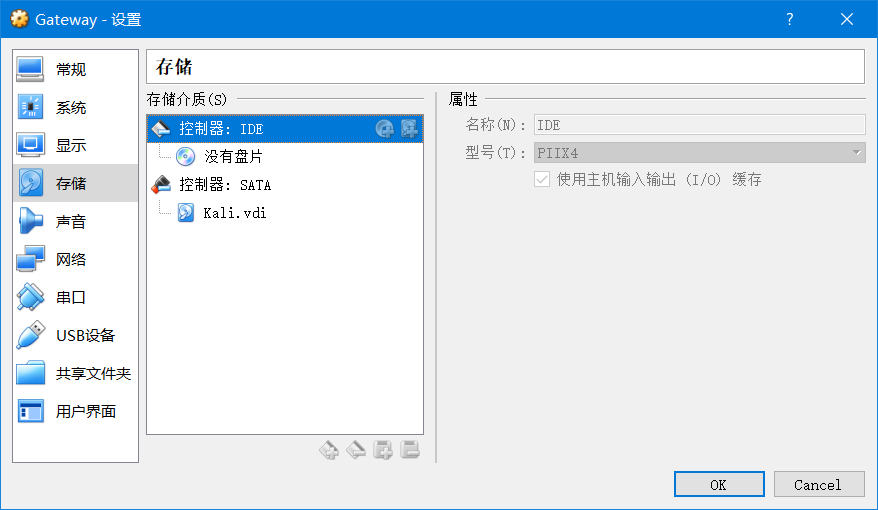 Gateway - 设置
?
常规
系统
显示
存储
声音
网络
串口
USB设备
共享文件夹
用户界面
存储
存储介质(S)
控制器: IDE
没有盘片
控制器: SATA
Kali.vdi
属性
名称(N): IDE
型号(T): PIIX4
使用主机输入输出 (I/O) 缓存
OK
Cancel